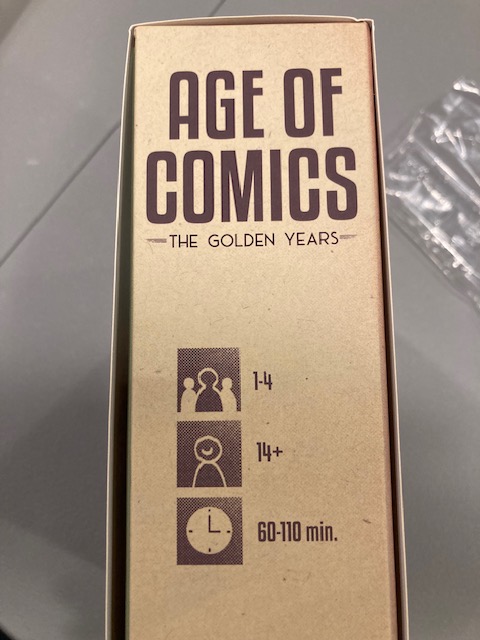 AGE OF
COMICS
THE GOLDEN YEARS
1-4
14+
60-110 min.